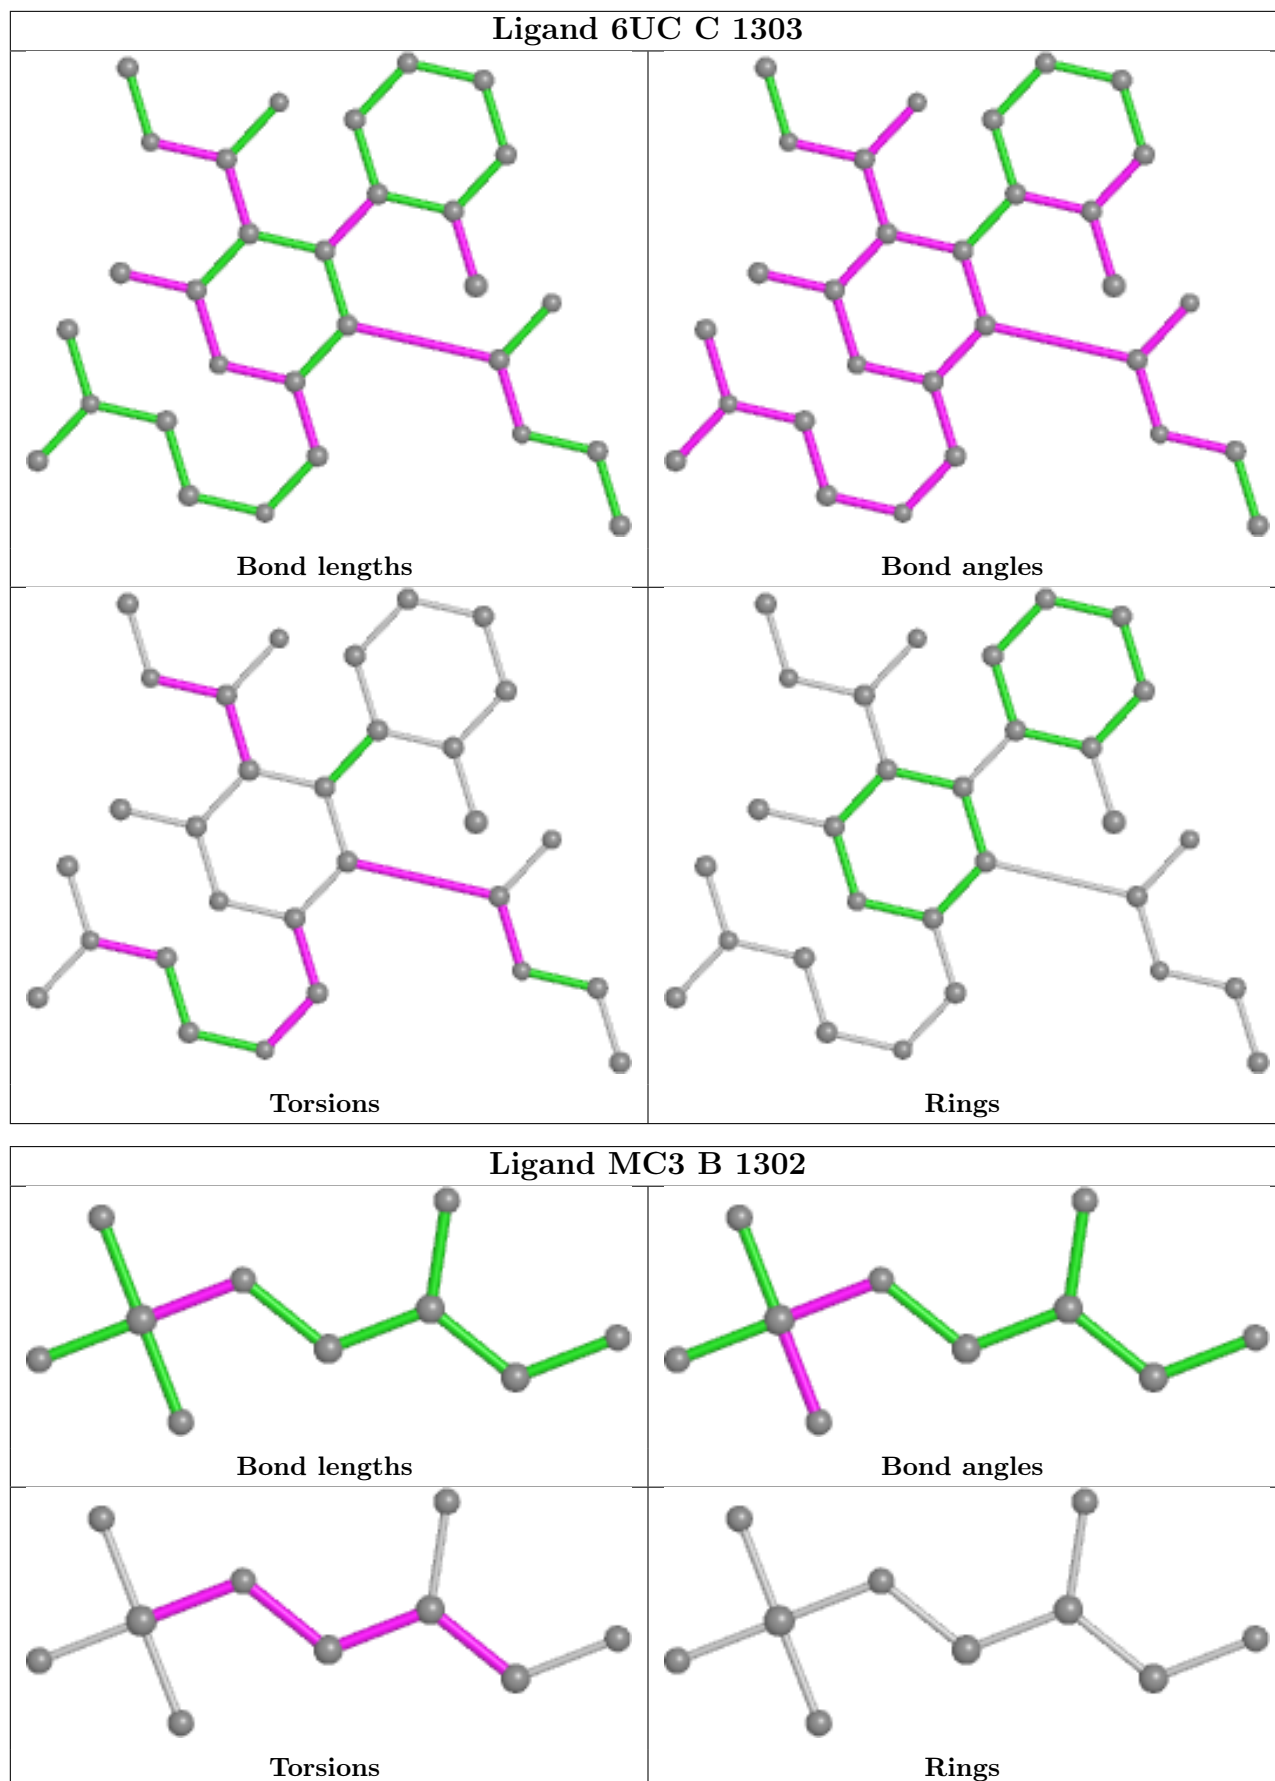 Ligand 6UC C 1303
Bond lengths
Bond angles
Torsions
Rings
Ligand MC3 B 1302
Bond lengths
Bond angles
Torsions
Rings